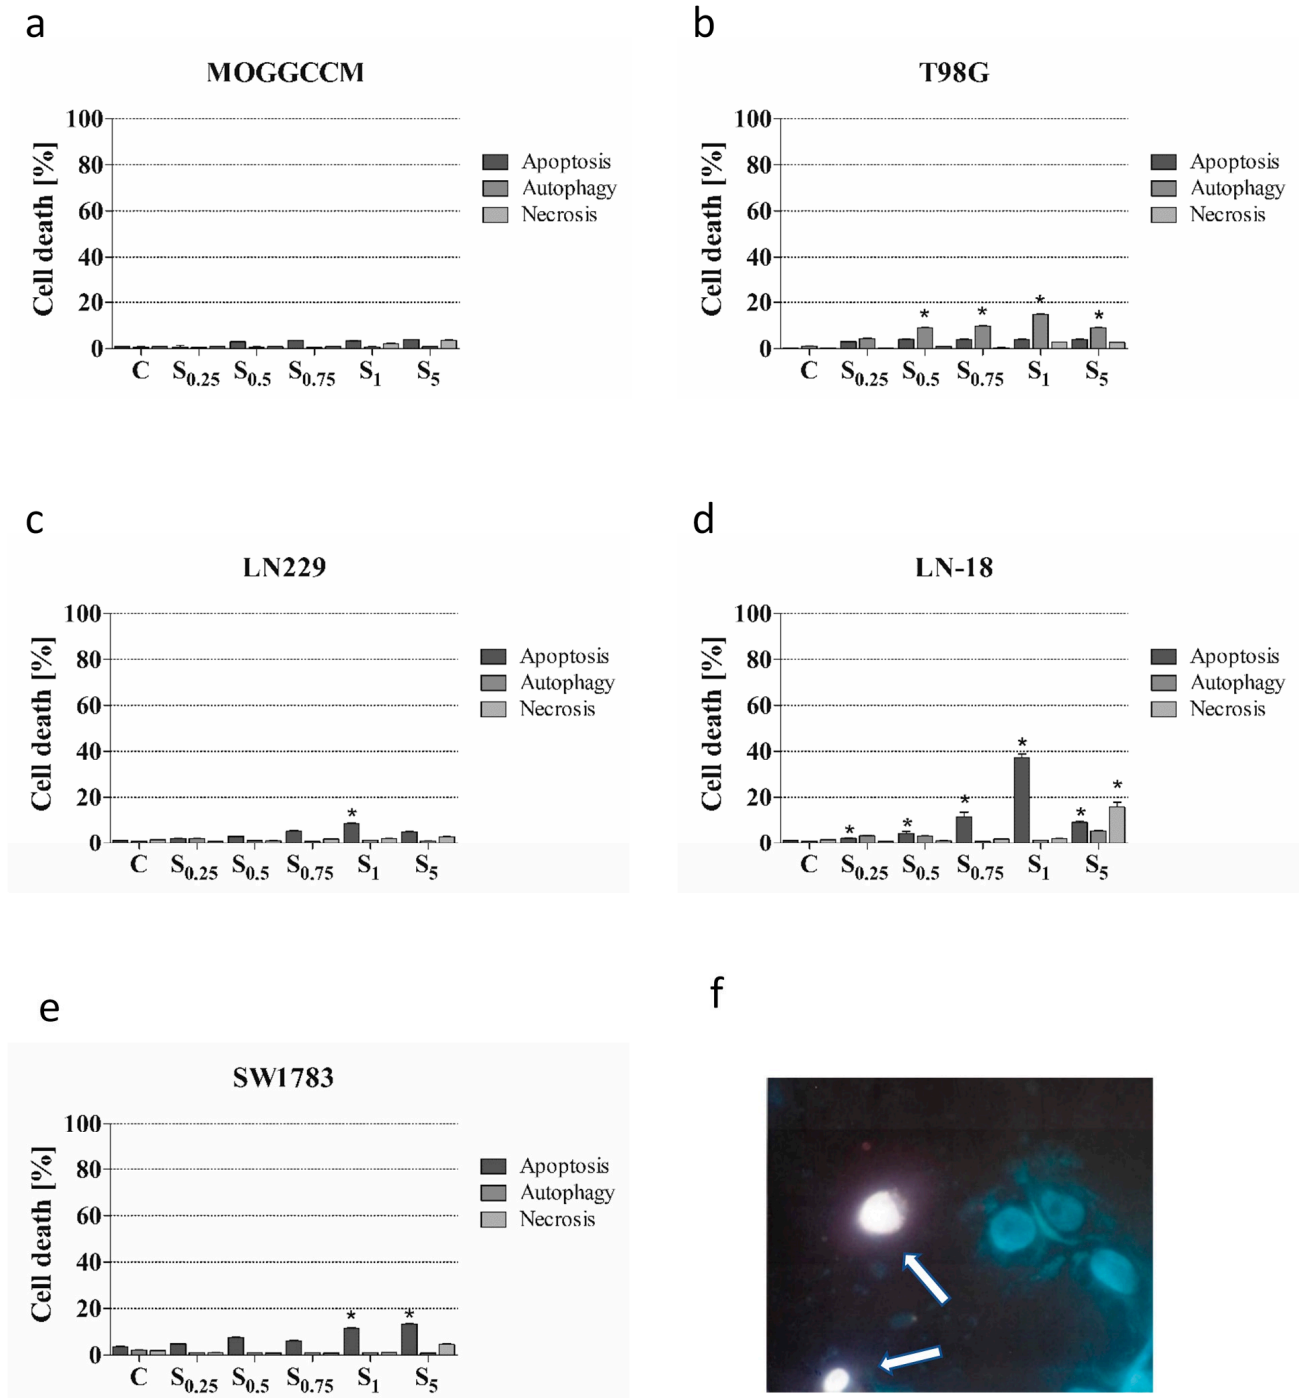 a
MOGGCCM
Cell death [%]
100
80
60
40
20
0
C S0.25 S0.5 S0.75 S1 S5
Apoptosis
Autophagy
Necrosis
b
T98G
Cell death [%]
100
80
60
40
20
0
* * * *
C S0.25 S0.5 S0.75 S1 S5
Apoptosis
Autophagy
Necrosis
c
LN229
Cell death [%]
100
80
60
40
20
0
*
C S0.25 S0.5 S0.75 S1 S5
Apoptosis
Autophagy
Necrosis
d
LN-18
Cell death [%]
100
80
60
40
20
0
* * * * * *
C S0.25 S0.5 S0.75 S1 S5
Apoptosis
Autophagy
Necrosis
e
SW1783
Cell death [%]
100
80
60
40
20
0
* *
C S0.25 S0.5 S0.75 S1 S5
Apoptosis
Autophagy
Necrosis
f